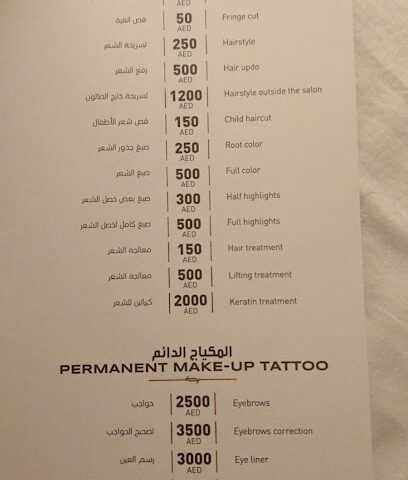 AED
قص الغرة 50 AED Fringe cut
تسريحة الشعر 250 AED Hairstyle
رفع الشعر 500 AED Hair updo
تسريحة خارج الصالون 1200 AED Hairstyle outside the salon
قص شعر الأطفال 150 AED Child haircut
صبغ جذور الشعر 250 AED Root color
صبغ الشعر 500 AED Full color
صبغ بعض خصل الشعر 300 AED Half highlights
صبغ كامل لخصل الشعر 500 AED Full highlights
معالجة الشعر 150 AED Hair treatment
معالجة الشعر 500 AED Lifting treatment
كيراتين للشعر 2000 AED Keratin treatment
المكياج الدائم
PERMANENT MAKE-UP TATTOO
حواجب 2500 AED Eyebrows
تصحيح الحواجب 3500 AED Eyebrows correction
رسم العين 3000 AED Eye liner